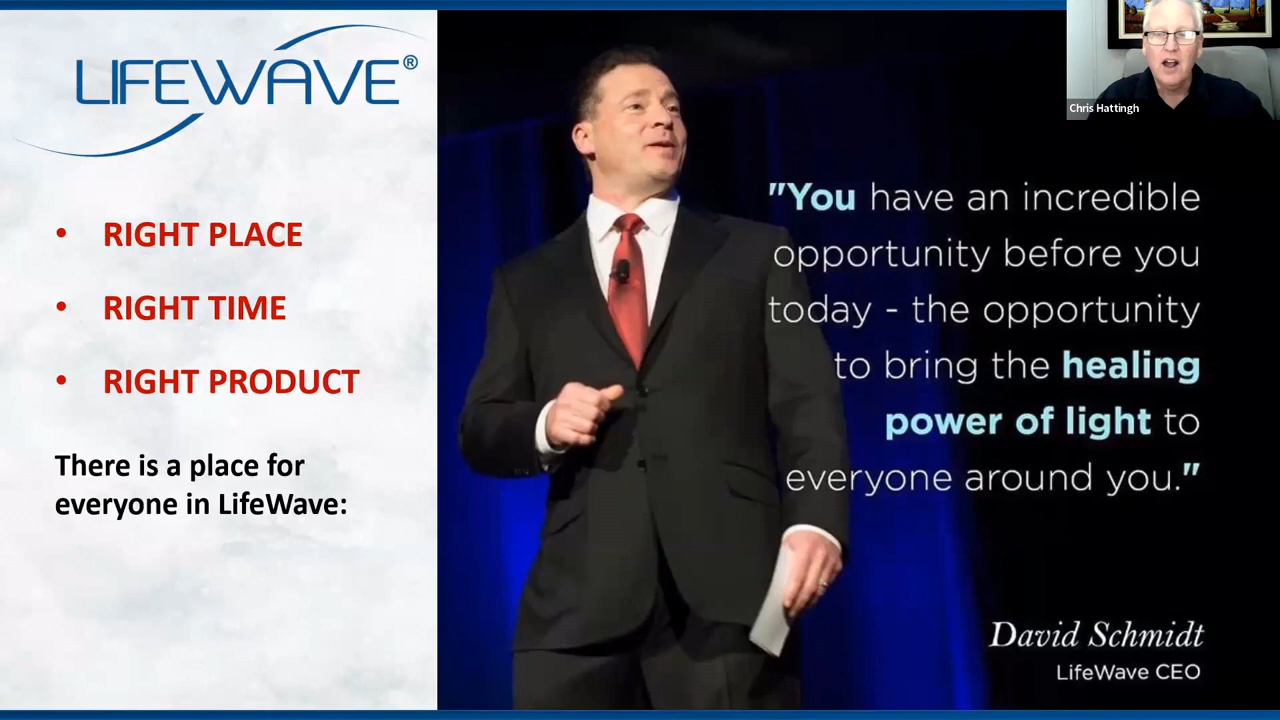 LIFEWAVE®
• RIGHT PLACE
• RIGHT TIME
• RIGHT PRODUCT
There is a place for
everyone in LifeWave:
"You have an incredible
opportunity before you
today - the opportunity
to bring the healing
power of light to
everyone around you."
David Schmidt
LifeWave CEO
Chris Hattingh